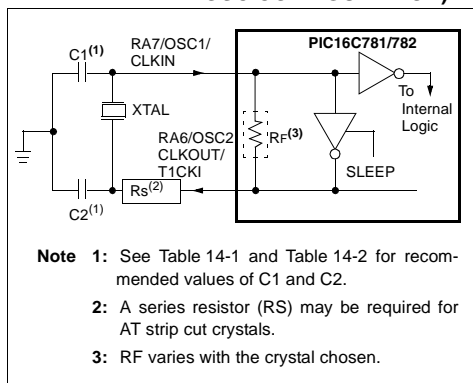 C1(1)
RA7/OSC1/
CLKIN
PIC16C781/782
XTAL
To
Internal
Logic
RF(3)
RA6/OSC2
CLKOUT/
T1CKI
SLEEP
Rs(2)
C2(1)
Note 1: See Table 14-1 and Table 14-2 for recom-
mended values of C1 and C2.
2: A series resistor (RS) may be required for
AT strip cut crystals.
3: RF varies with the crystal chosen.